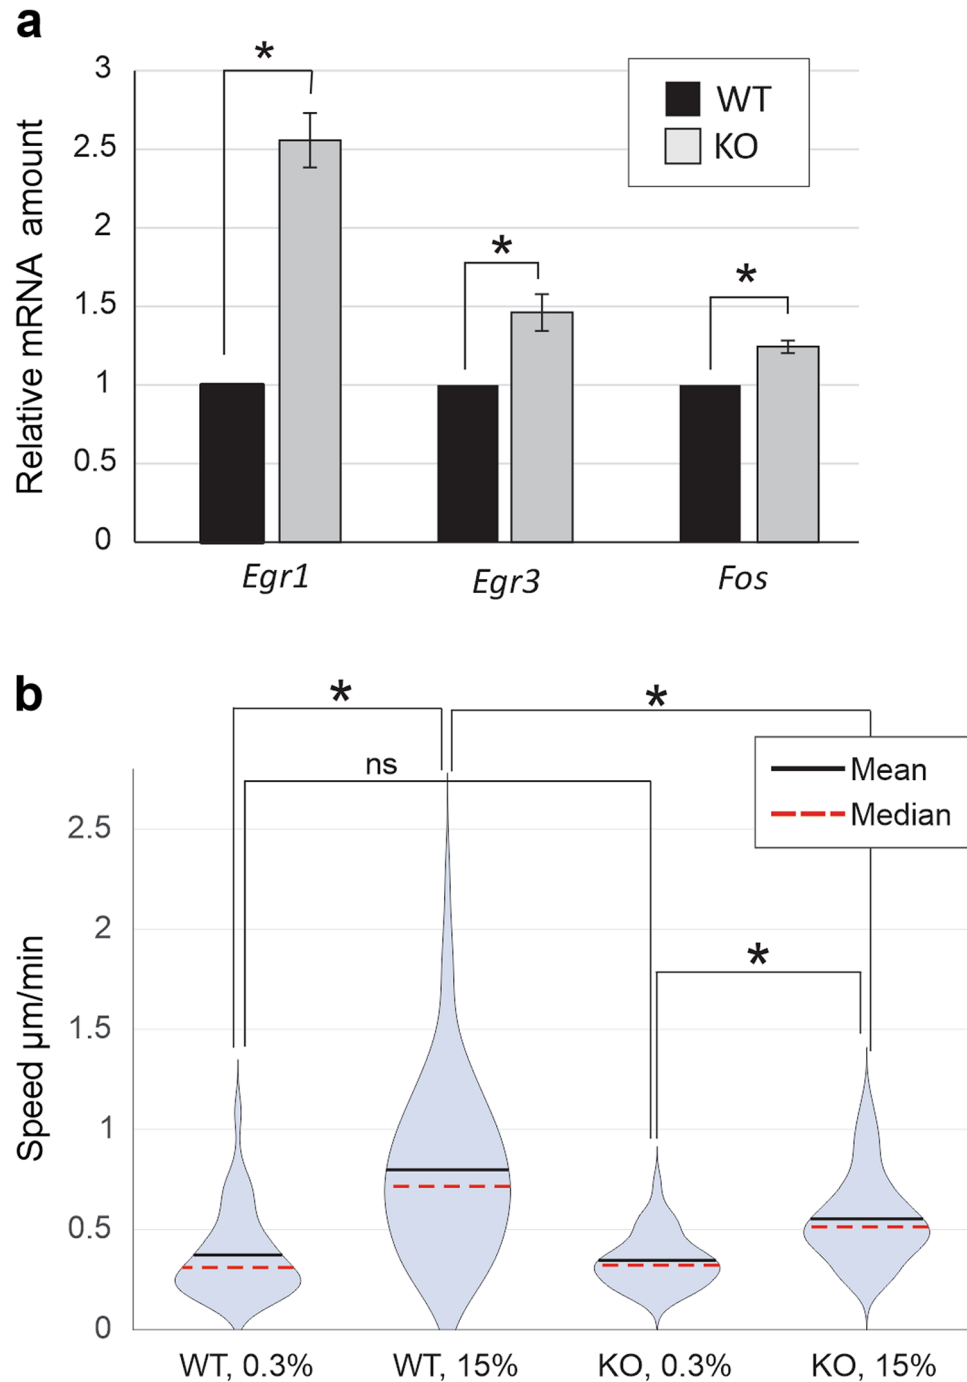 a
*
3
WT
KO
2.5
2
*
*
1.5
1
0.5
0
Relative mRNA amount
Egr1
Egr3
Fos
b
*
*
ns
Mean
Median
2.5
2
*
1.5
1
0.5
0
Speed µm/min
WT, 0.3%
WT, 15%
KO, 0.3%
KO, 15%